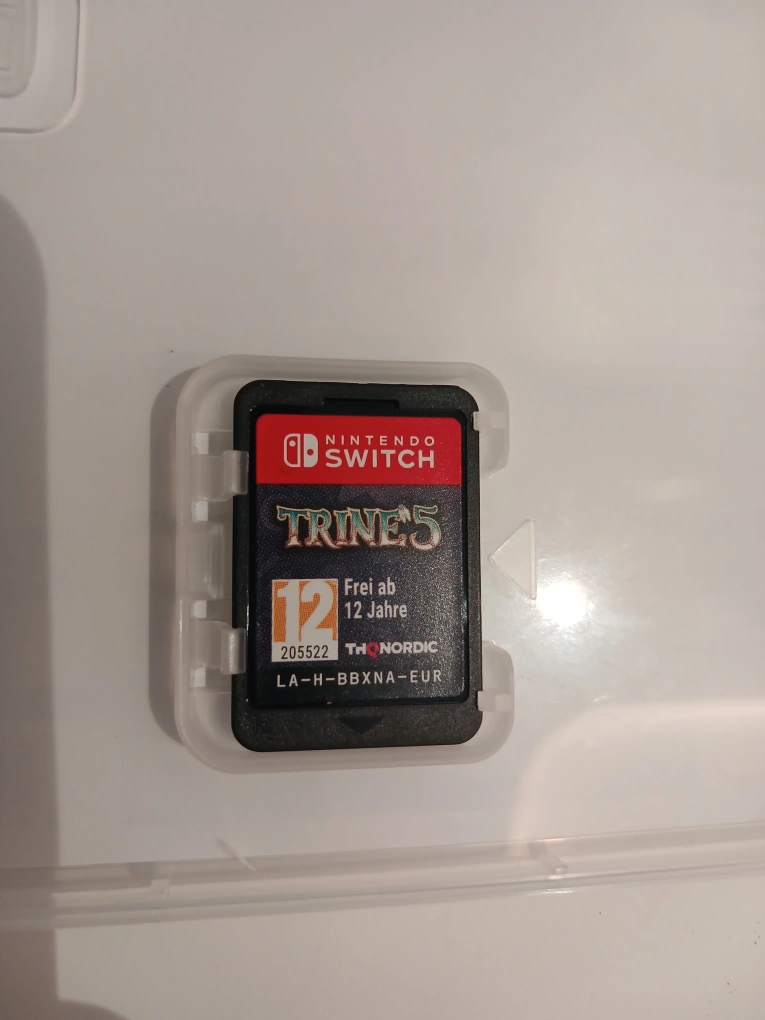 NINTENDO
SWITCH
TRINE 5
12
205522
Frei ab
12 Jahre
THQNORDIC
LA-H-BBXNA-EUR